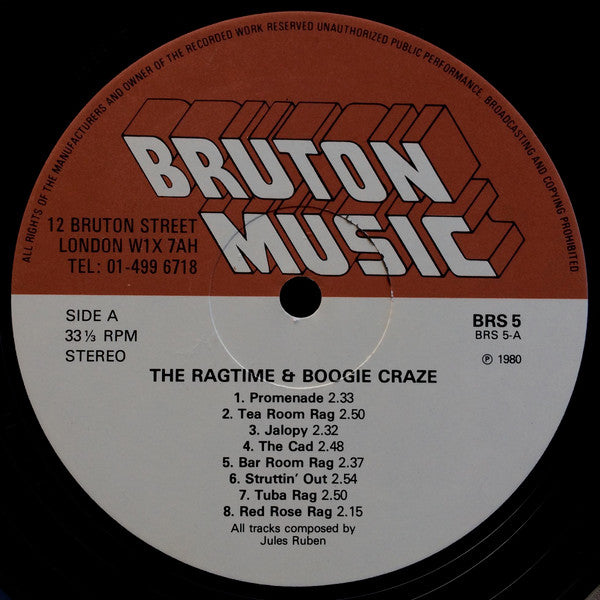 ALL RIGHTS OF THE MANUFACTURERS AND OWNER OF THE RECORDED WORK RESERVED UNAUTHORIZED PUBLIC PERFORMANCE, BROADCASTING AND COPYING PROHIBITED
BRUTON
MUSIC
12 BRUTON STREET
LONDON W1X 7AH
TEL: 01-499 6718
SIDE A
33 ⅓ RPM
STEREO
BRS 5
BRS 5-A
℗ 1980
THE RAGTIME & BOOGIE CRAZE
1. Promenade 2.33
2. Tea Room Rag 2.50
3. Jalopy 2.32
4. The Cad 2.48
5. Bar Room Rag 2.37
6. Struttin' Out 2.54
7. Tuba Rag 2.50
8. Red Rose Rag 2.15
All tracks composed by
Jules Ruben